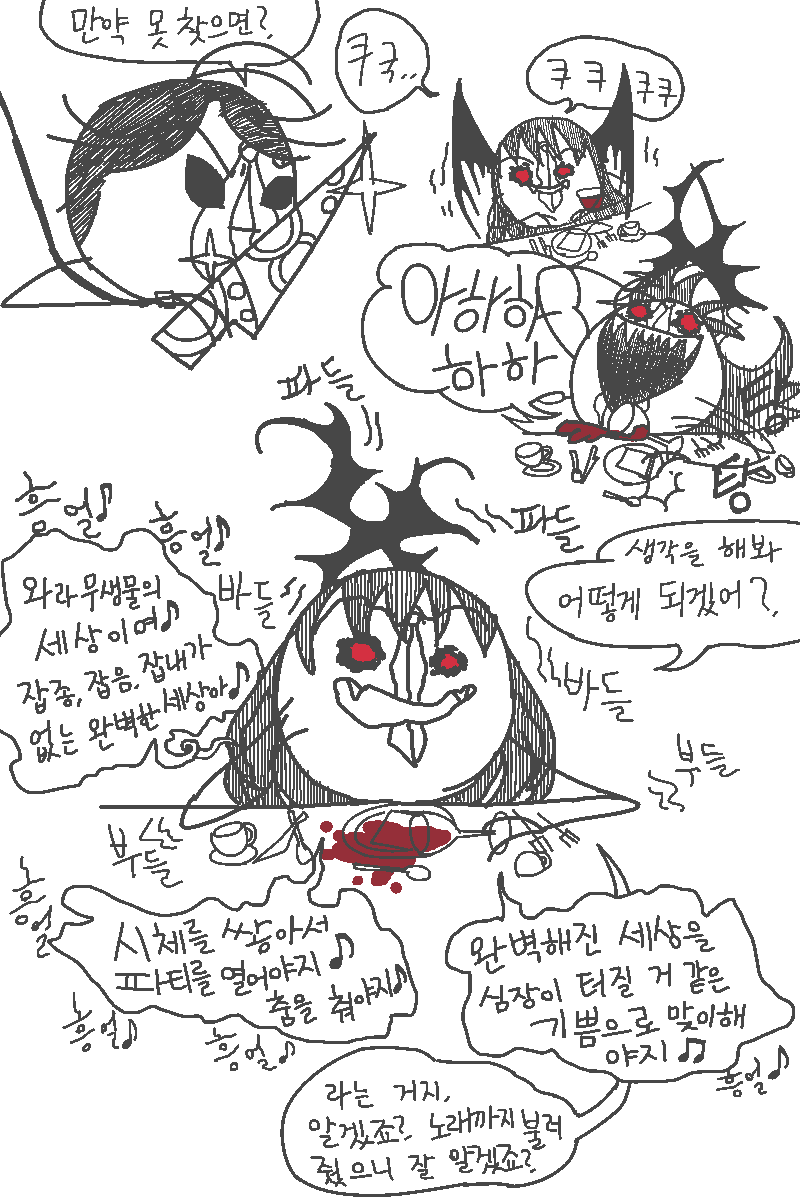 만약 못 찾으면?
쿠쿡..
쿠 쿠 쿠쿠
아하하
하하
파들
파들
흥얼♪
흥얼♪
바들
생각을 해봐
어떻게 되겠어?
와라 무생물의
세상이여♪
잡종, 잡음, 잡내가
없는 완벽한 세상아♪
바들
부들
부들
흥얼
시체를 쌓아서
파티를 열어야지♪
춤을 춰야지♪
완벽해진 세상을
심장이 터질 거 같은
기쁨으로 맞이해
야지♫
흥얼♪
흥얼♪
흥얼♪
라는 거지,
알겠죠? 노래까지 불러
줬으니 잘 알겠죠?